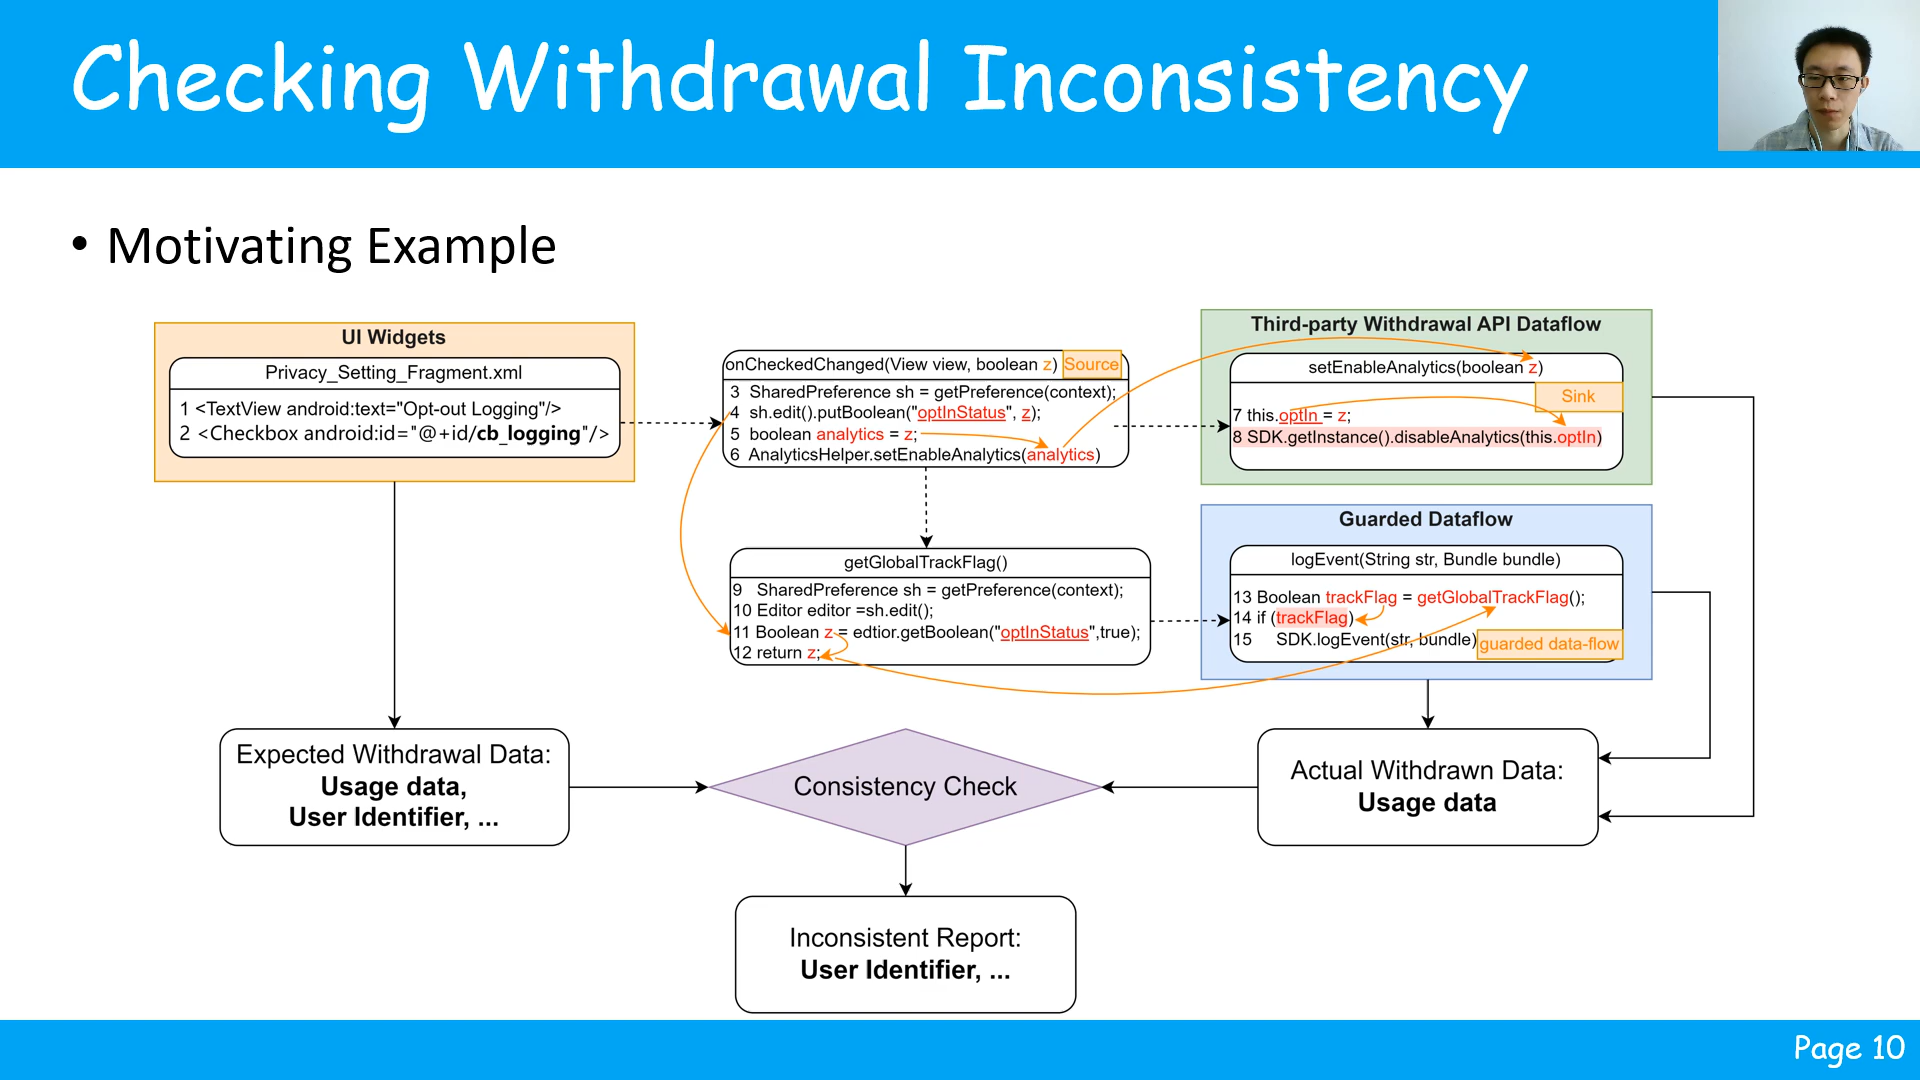 Checking Withdrawal Inconsistency
• Motivating Example
UI Widgets
Privacy_Setting_Fragment.xml
1 <TextView android:text="Opt-out Logging"/>
2 <Checkbox android:id="@+id/cb_logging"/>
onCheckedChanged(View view, boolean z) Source
3 SharedPreference sh = getPreference(context);
4 sh.edit().putBoolean("optInStatus", z);
5 boolean analytics = z;
6 AnalyticsHelper.setEnableAnalytics(analytics)
Third-party Withdrawal API Dataflow
setEnableAnalytics(boolean z)
Sink
7 this.optIn = z;
8 SDK.getInstance().disableAnalytics(this.optIn)
getGlobalTrackFlag()
9 SharedPreference sh = getPreference(context);
10 Editor editor =sh.edit();
11 Boolean z = edtior.getBoolean("optInStatus",true);
12 return z;
Guarded Dataflow
logEvent(String str, Bundle bundle)
13 Boolean trackFlag = getGlobalTrackFlag();
14 if (trackFlag)
15 SDK.logEvent(str, bundle)
guarded data-flow
Expected Withdrawal Data:
Usage data,
User Identifier, ...
Consistency Check
Actual Withdrawn Data:
Usage data
Inconsistent Report:
User Identifier, ...
Page 10